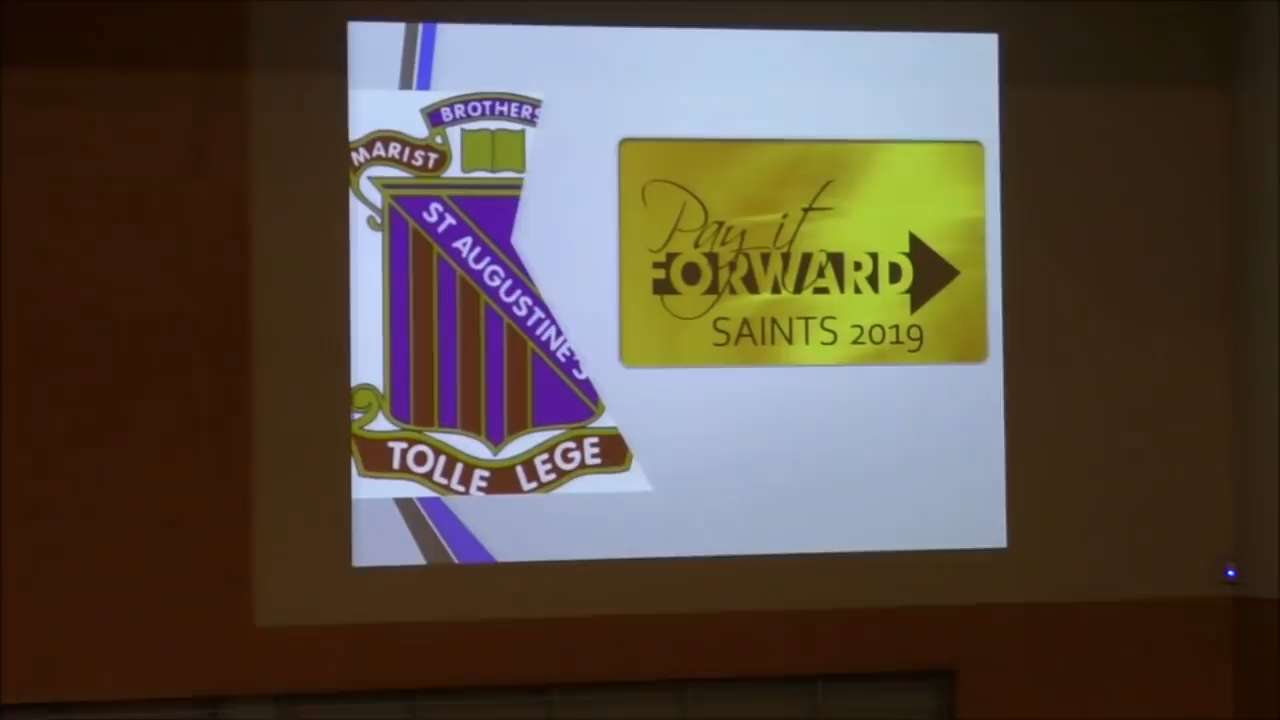 BROTHERS
MARIST
ST AUGUSTINE'S
TOLLE LEGE
Pay it
FORWARD
SAINTS 2019